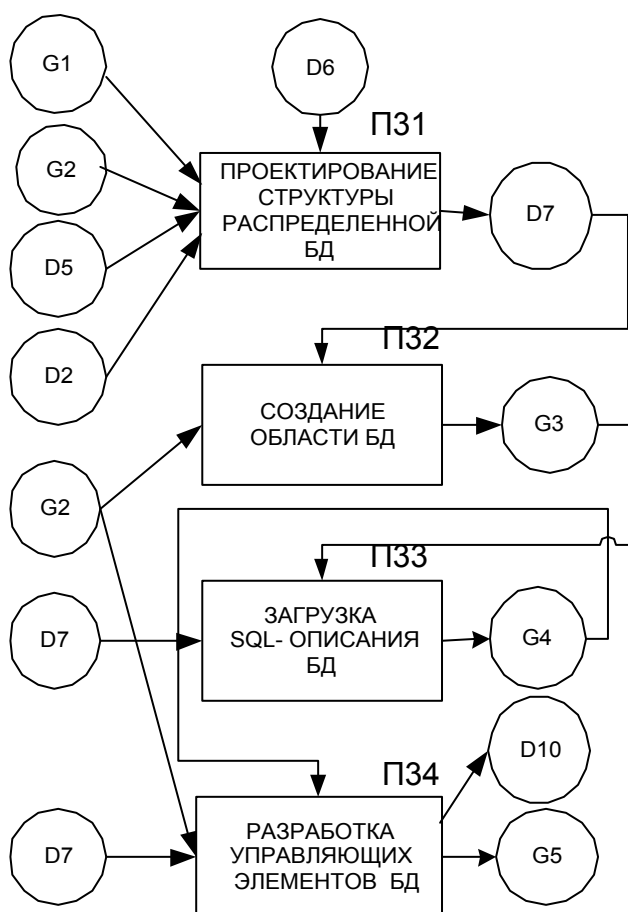 G1
D6
П31
G2
ПРОЕКТИРОВАНИЕ
СТРУКТУРЫ
РАСПРЕДЕЛЕННОЙ
БД
D7
D5
D2
П32
СОЗДАНИЕ
ОБЛАСТИ БД
G3
G2
П33
ЗАГРУЗКА
SQL- ОПИСАНИЯ
БД
D7
G4
D10
П34
РАЗРАБОТКА
УПРАВЛЯЮЩИХ
ЭЛЕМЕНТОВ БД
D7
G5